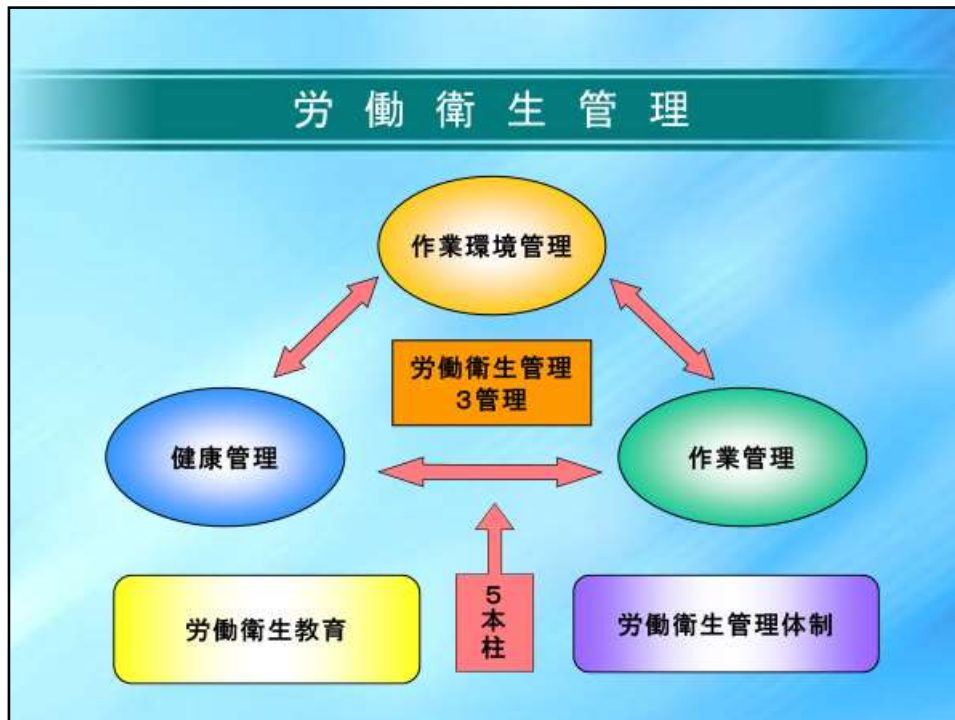 労働衛生管理
作業環境管理
労働衛生管理
3管理
健康管理
作業管理
5本柱
労働衛生教育
労働衛生管理体制